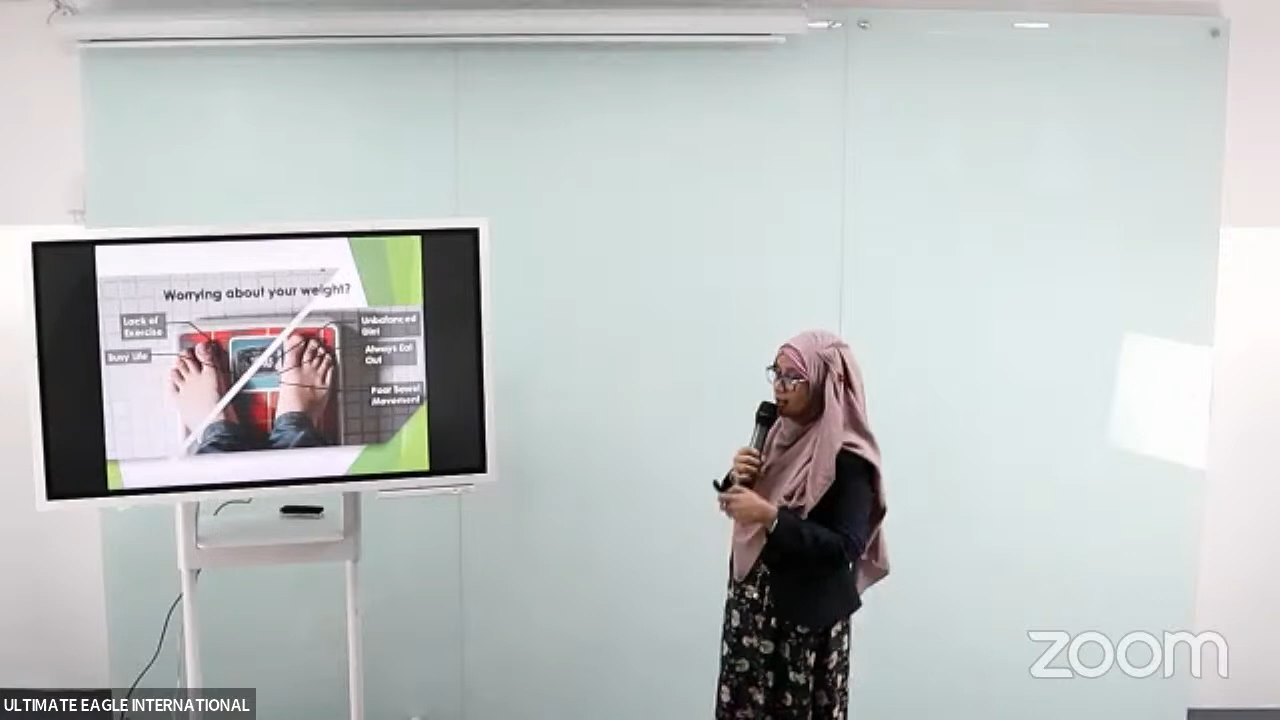 Worrying about your weight?
Lack of
Exercise
Busy Life
Unbalanced
Diet
Always Eat
Out
Poor Bowel
Movement
zoom
ULTIMATE EAGLE INTERNATIONAL